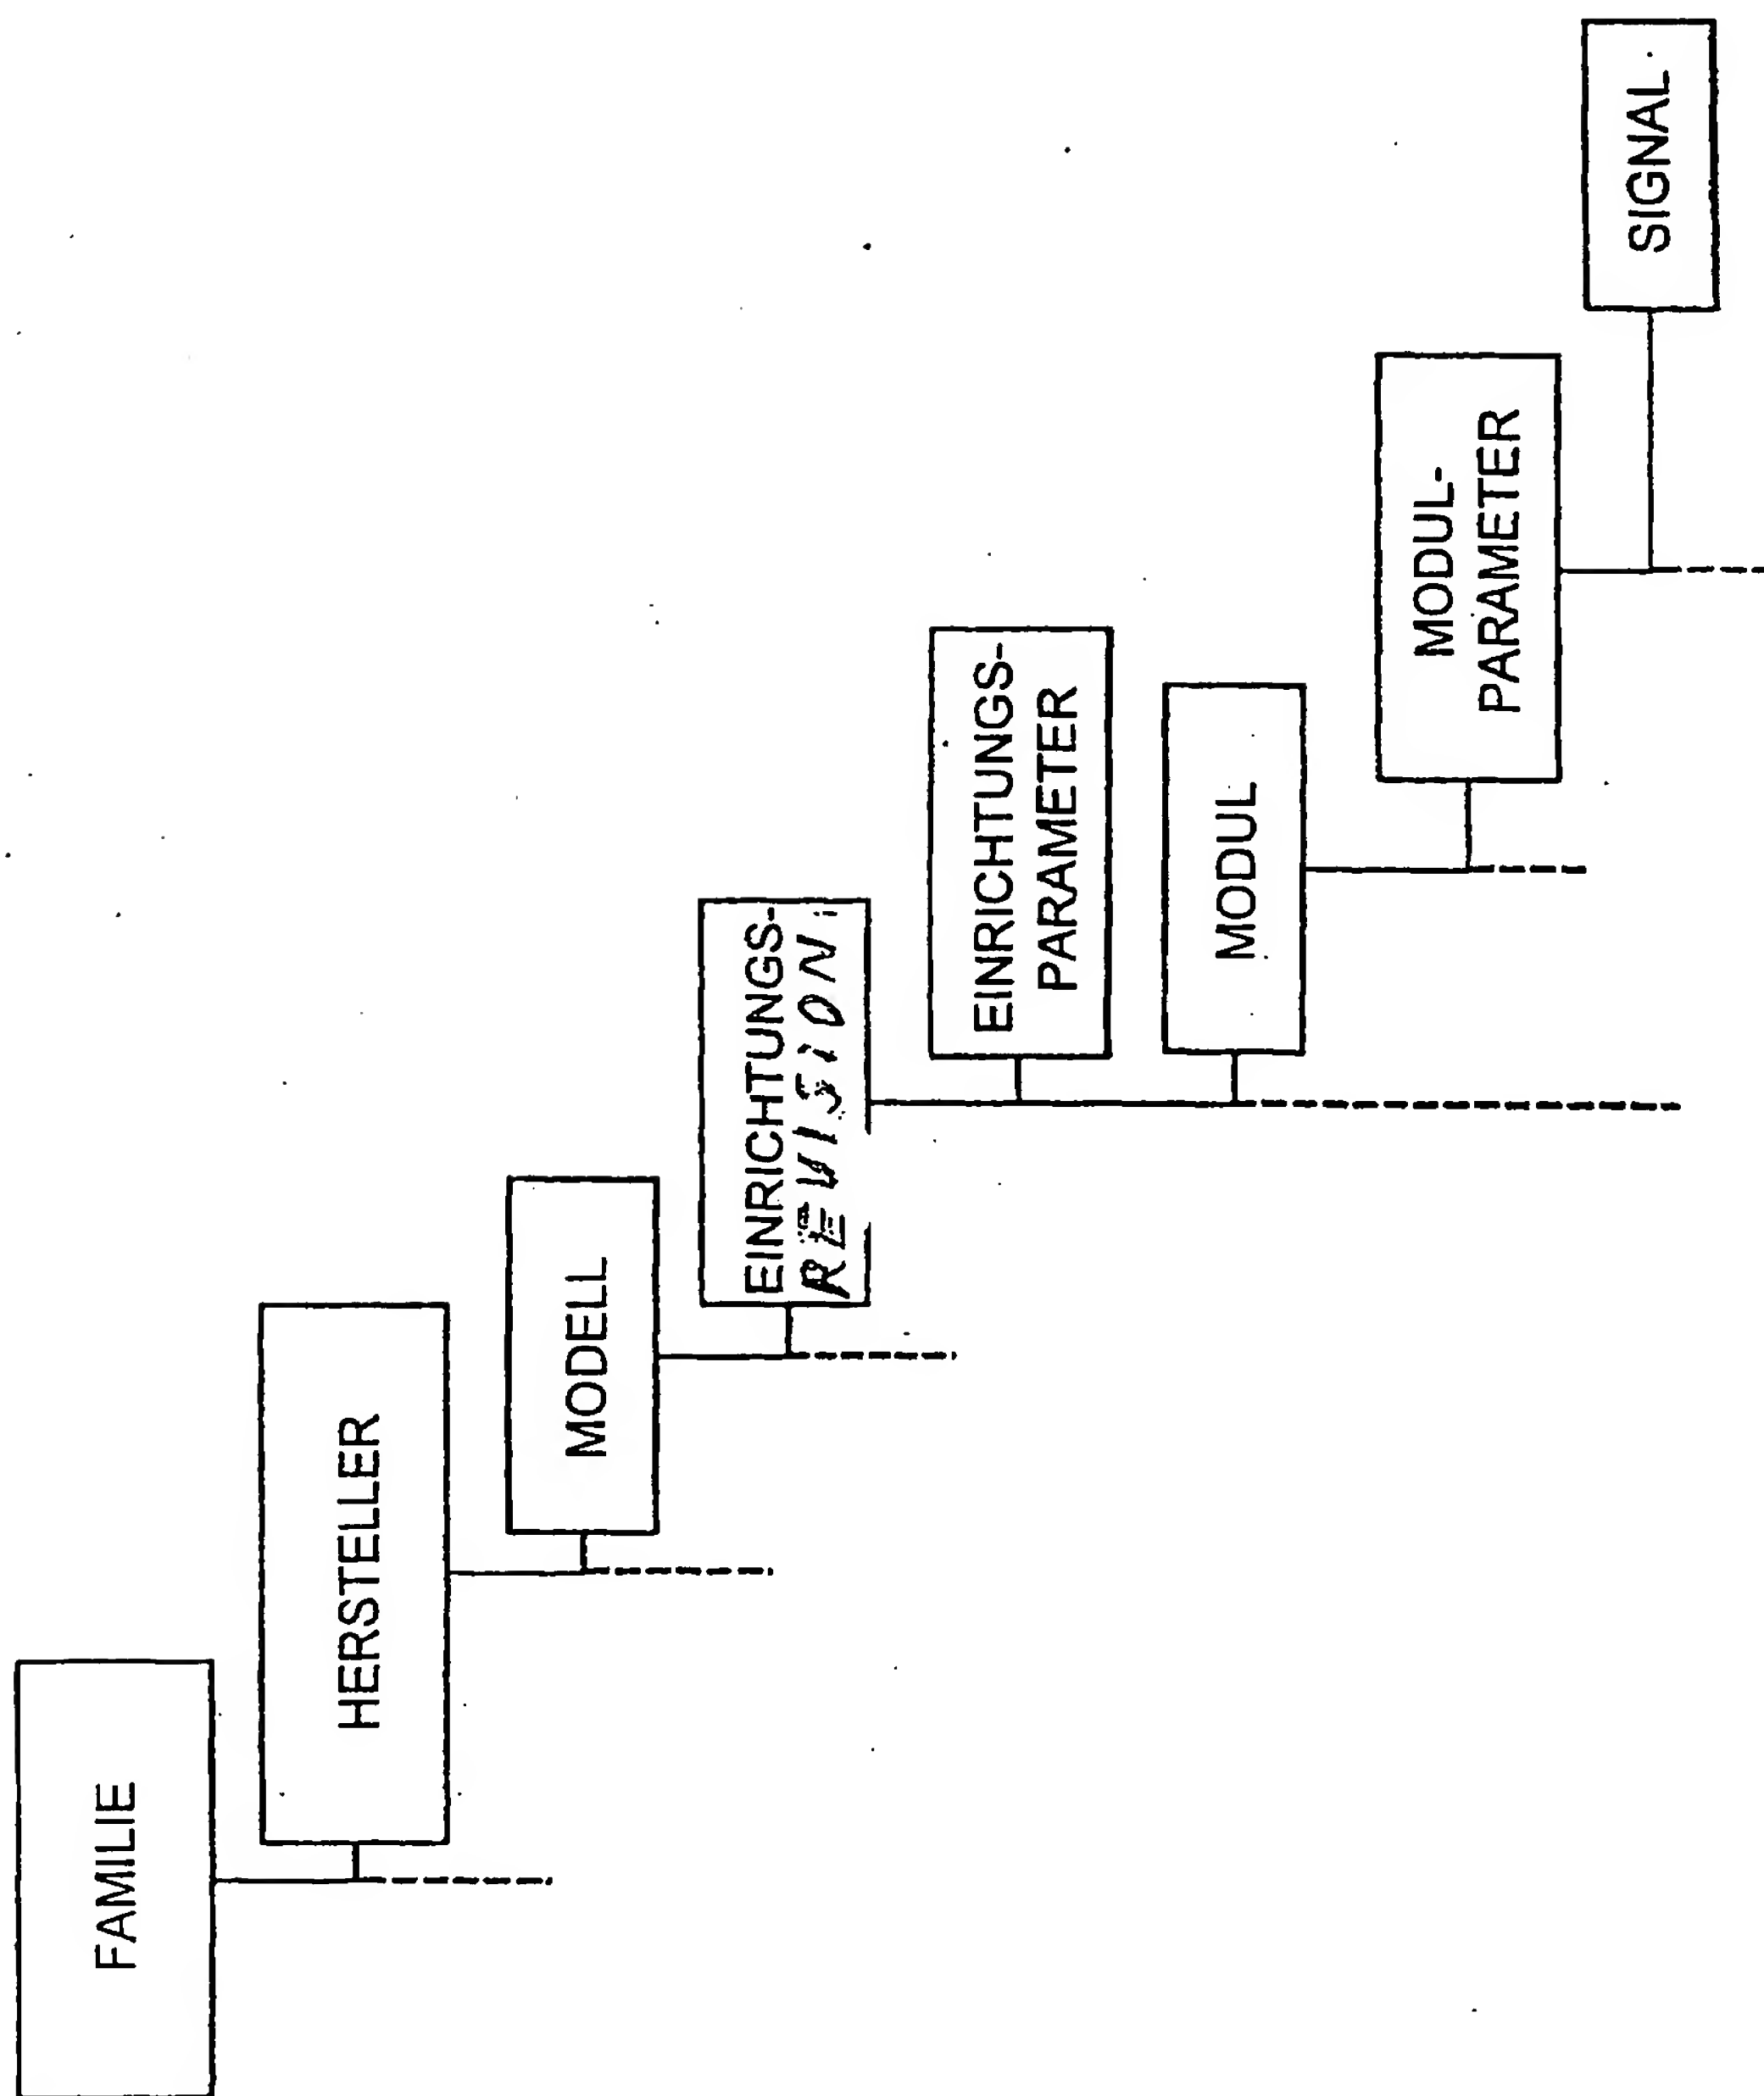 FAMILIE
HERSTELLER
MODELL
EINRICHTUNGS-
REVISION
EINRICHTUNGS-
PARAMETER
MODUL
MODUL-
PARAMETER
SIGNAL